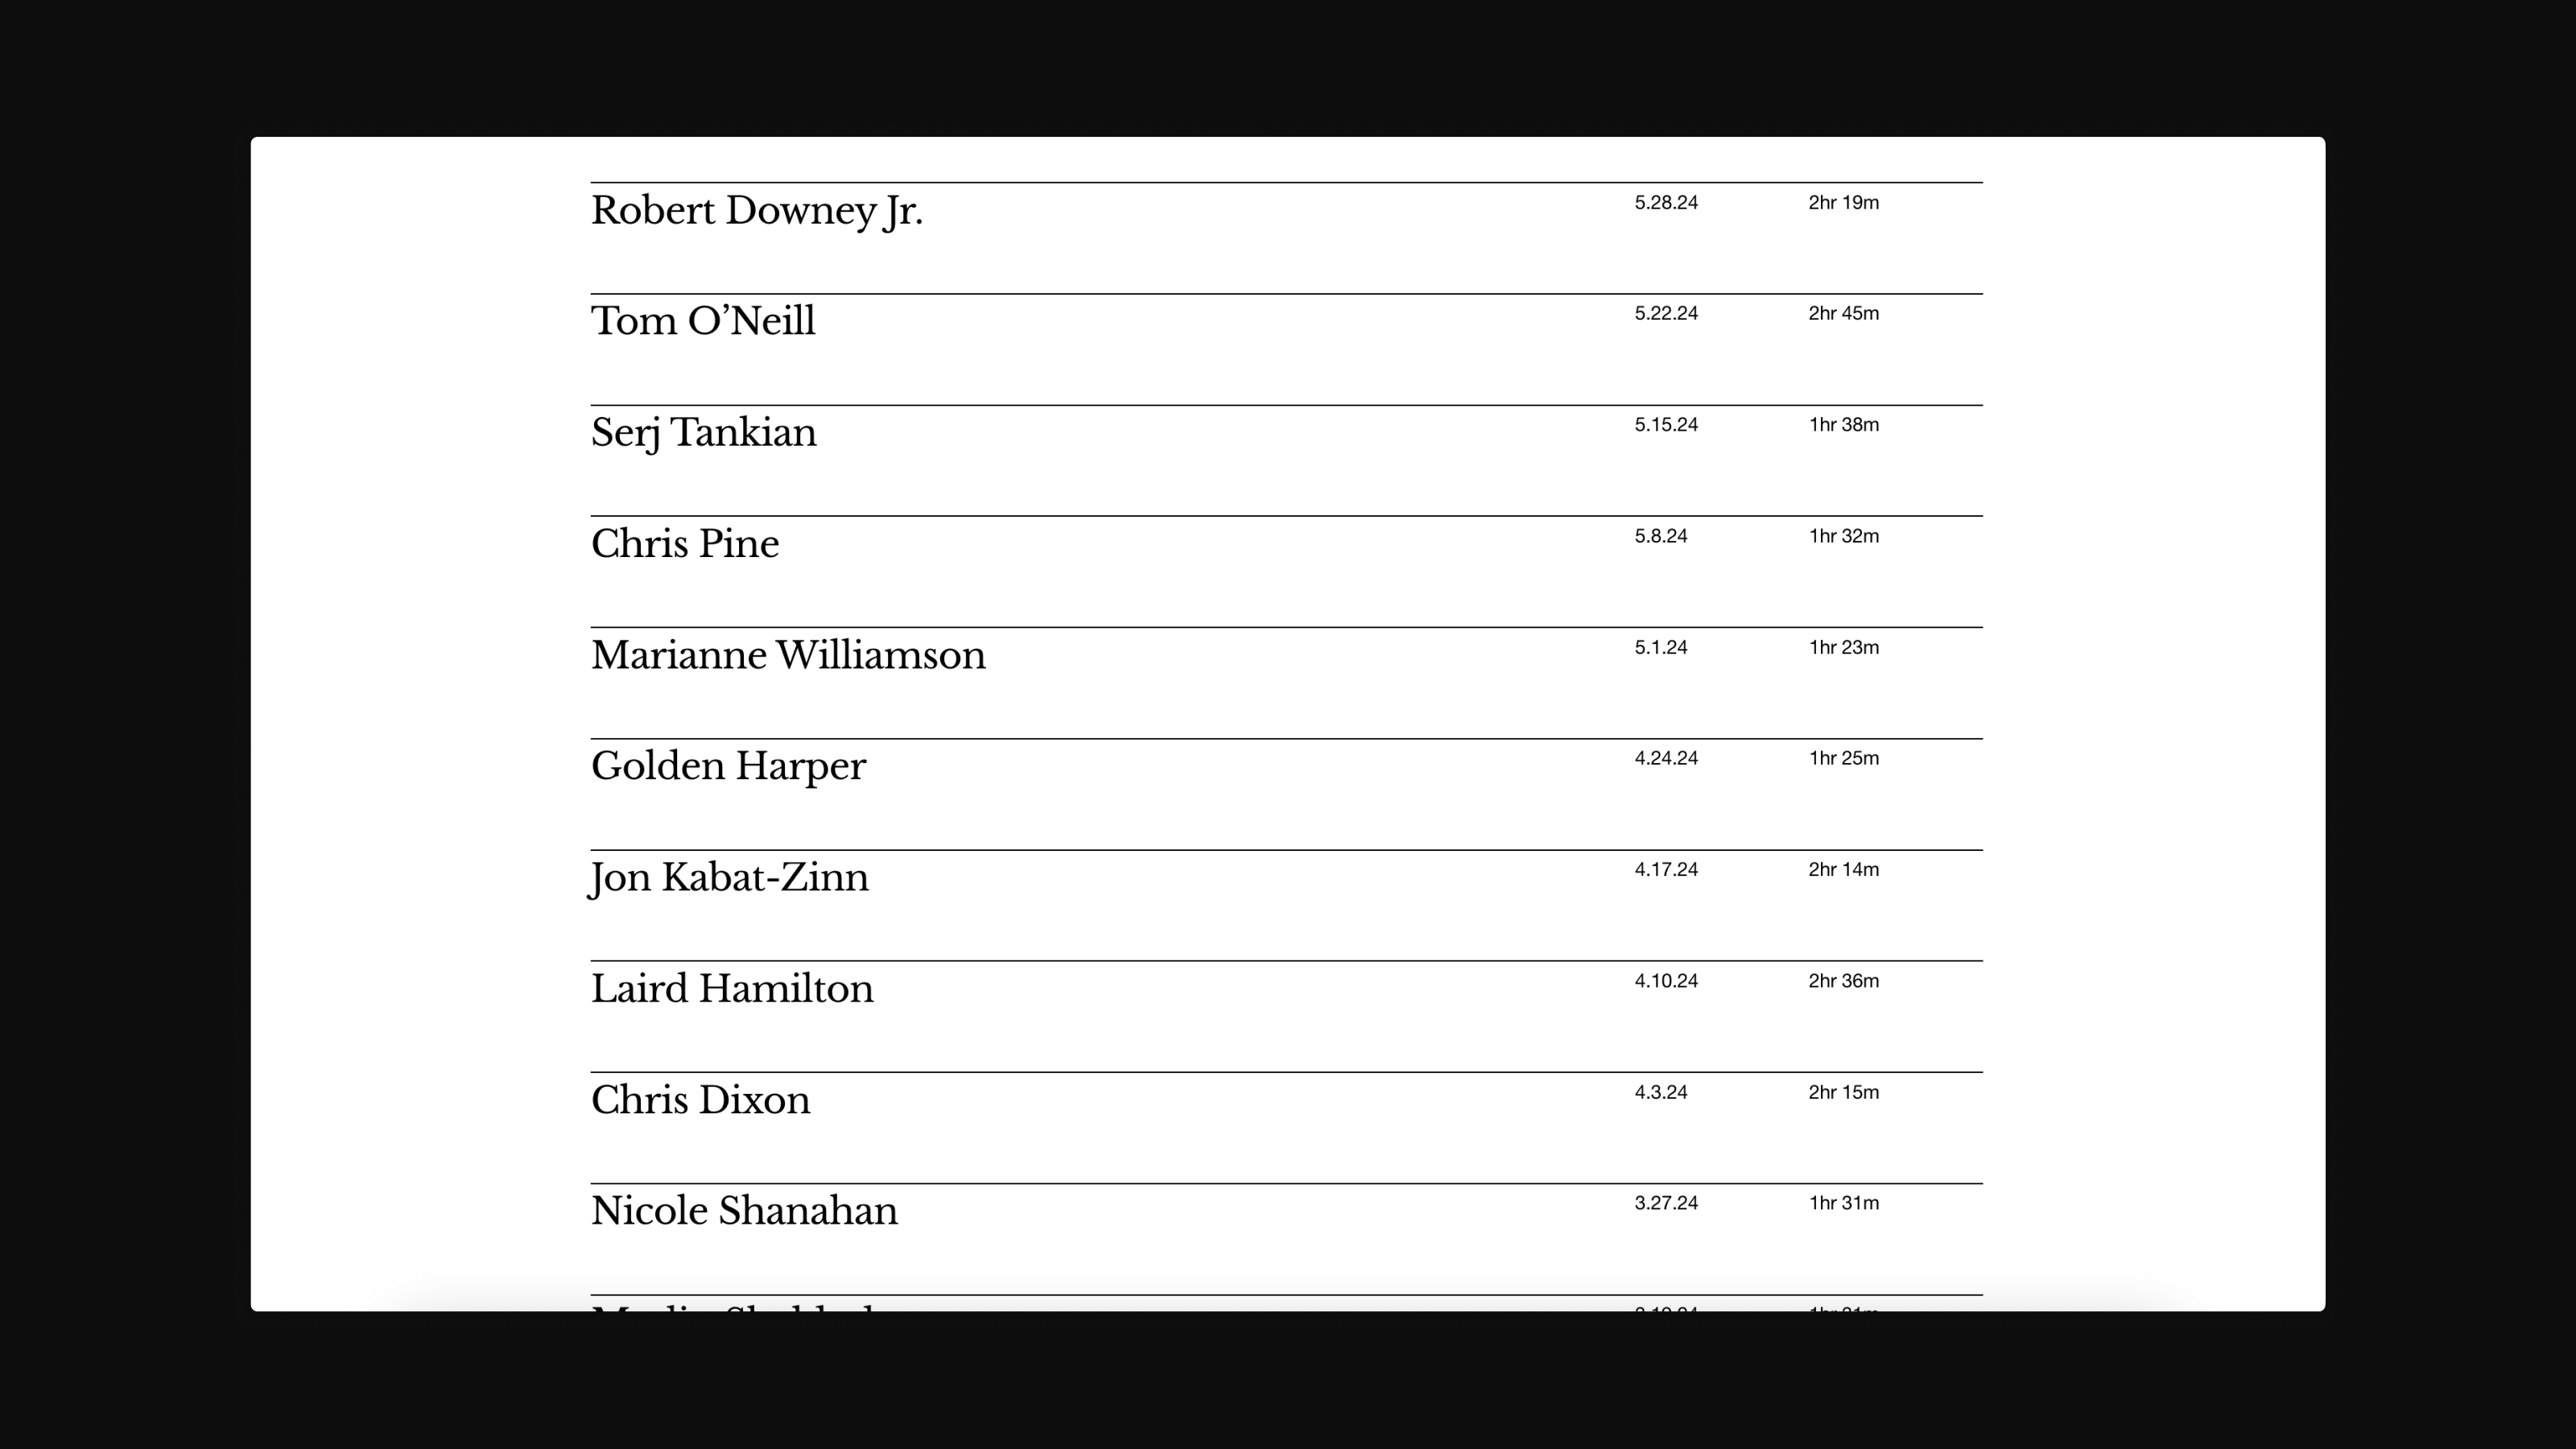 Robert Downey Jr. 5.28.24 2hr 19m
Tom O’Neill 5.22.24 2hr 45m
Serj Tankian 5.15.24 1hr 38m
Chris Pine 5.8.24 1hr 32m
Marianne Williamson 5.1.24 1hr 23m
Golden Harper 4.24.24 1hr 25m
Jon Kabat-Zinn 4.17.24 2hr 14m
Laird Hamilton 4.10.24 2hr 36m
Chris Dixon 4.3.24 2hr 15m
Nicole Shanahan 3.27.24 1hr 31m